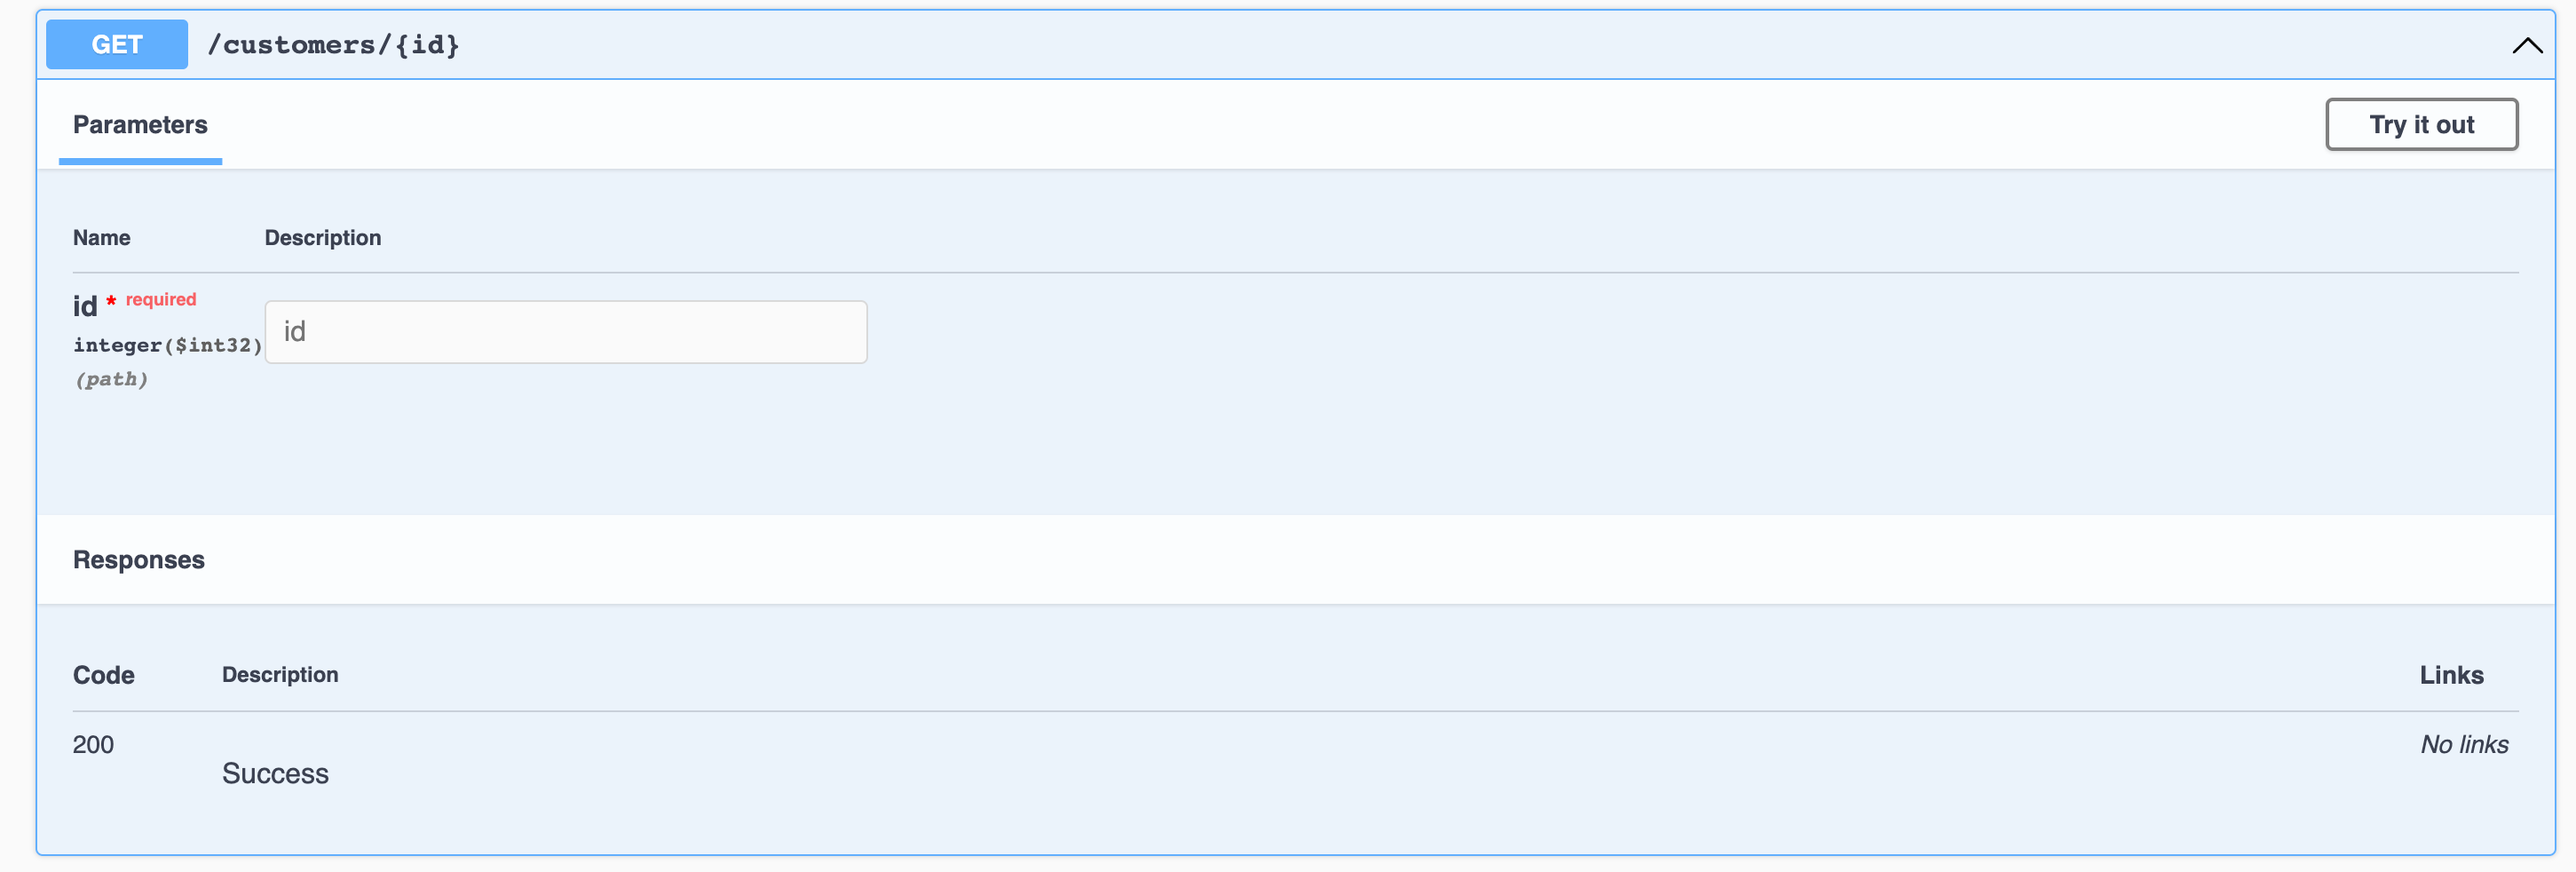 GET /customers/{id}
Parameters Try it out
Name Description
id * required
id
integer($int32)
(path)
Responses
Code Description Links
200 No links
Success